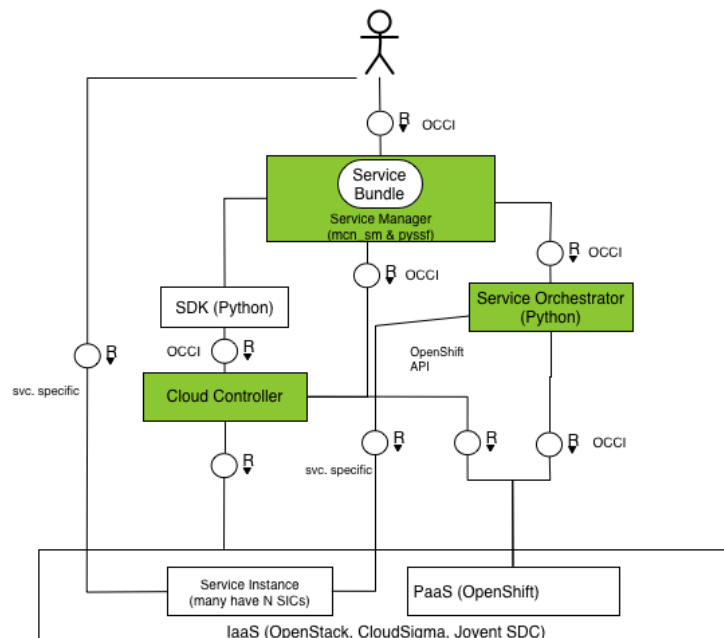 R
OCCI
Service
Bundle
Service Manager
(mcn_sm & pyssf)
R
OCCI
R
OCCI
SDK (Python)
Service Orchestrator
(Python)
R
svc. specific
OCCI
R
OpenShift
API
Cloud Controller
R
R
svc. specific
R
R
OCCI
Service Instance
(many have N SICs)
PaaS (OpenShift)
IaaS (OpenStack, CloudSigma, Joyent SDC)